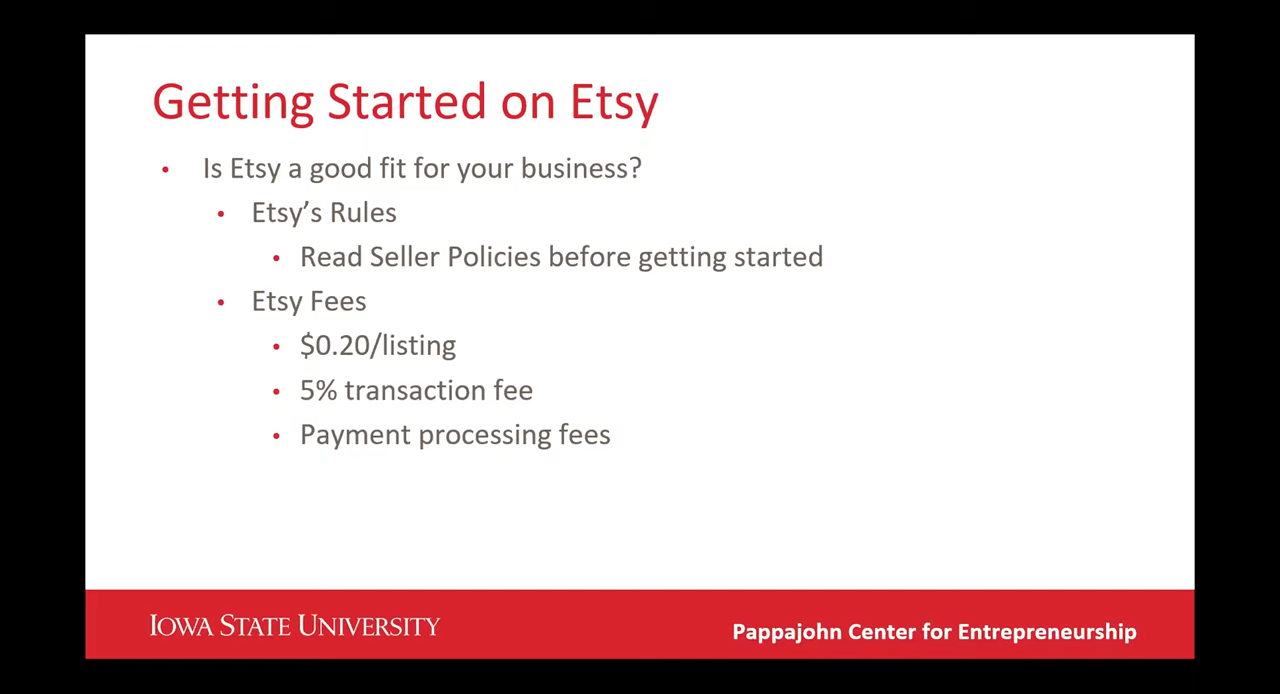 Getting Started on Etsy
• Is Etsy a good fit for your business?
• Etsy’s Rules
• Read Seller Policies before getting started
• Etsy Fees
• $0.20/listing
• 5% transaction fee
• Payment processing fees
IOWA STATE UNIVERSITY
Pappajohn Center for Entrepreneurship